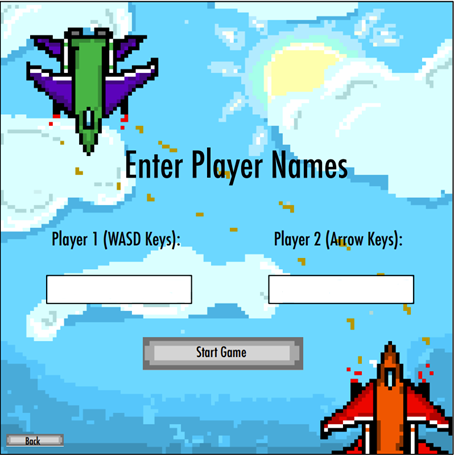 Enter Player Names
Player 1 (WASD Keys):
Player 2 (Arrow Keys):
Start Game
Back